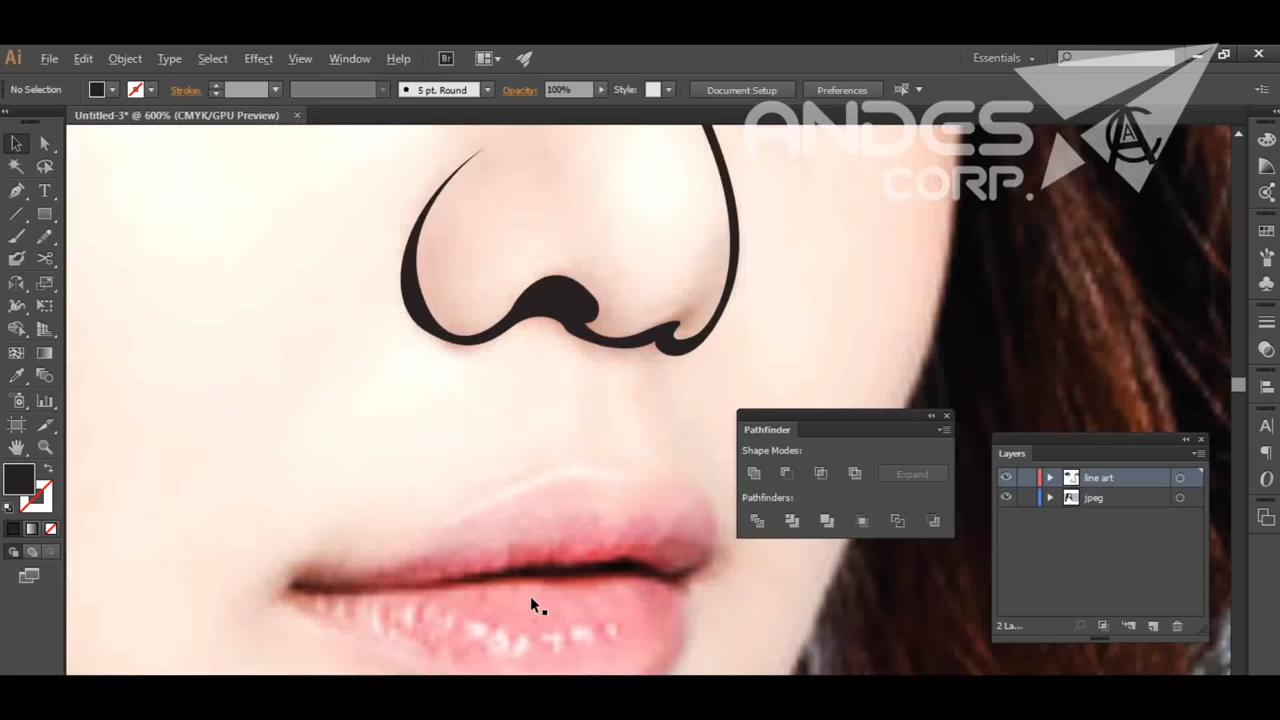 Ai File Edit Object Type Select Effect View Window Help Br Essentials
No Selection Stroke: 5 pt. Round Opacity: 100% Style: Document Setup Preferences
Untitled-3* @ 600% (CMYK/GPU Preview)
ANDES
CORP.
Pathfinder
Shape Modes:
Expand
Pathfinders:
Layers
line art
jpeg
2 La...